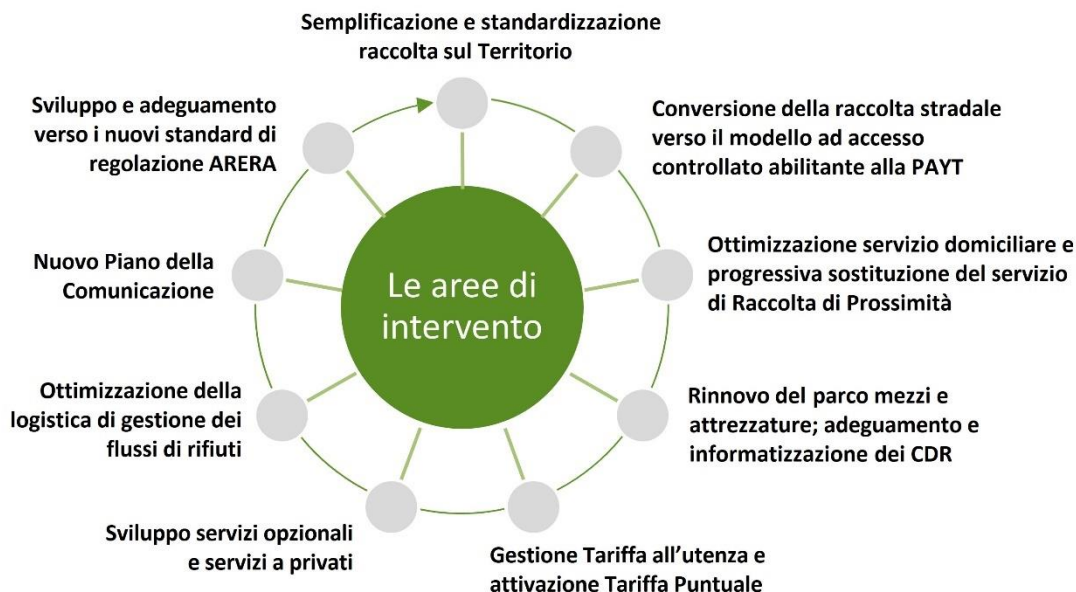 Semplificazione e standardizzazione
raccolta sul Territorio
Conversione della raccolta stradale
verso il modello ad accesso
controllato abilitante alla PAYT
Ottimizzazione servizio domiciliare e
progressiva sostituzione del servizio
di Raccolta di Prossimità
Rinnovo del parco mezzi e
attrezzature; adeguamento e
informatizzazione dei CDR
Gestione Tariffa all'utenza e
attivazione Tariffa Puntuale
Sviluppo servizi opzionali
e servizi a privati
Ottimizzazione della
logistica di gestione dei
flussi di rifiuti
Nuovo Piano della
Comunicazione
Sviluppo e adeguamento
verso i nuovi standard di
regolazione ARERA
Le aree di
intervento